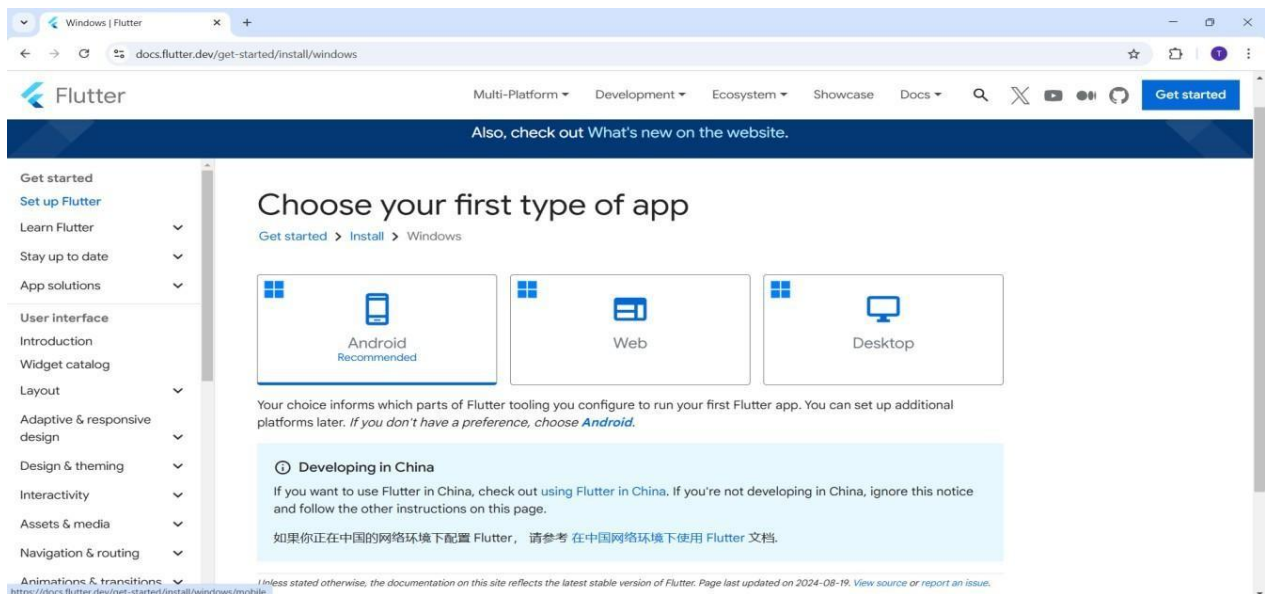 Windows | Flutter
docs.flutter.dev/get-started/install/windows
T
Flutter
Multi-Platform Development Ecosystem Showcase Docs Get started
Also, check out What's new on the website.
Get started
Set up Flutter
Learn Flutter
Stay up to date
App solutions
User interface
Introduction
Widget catalog
Layout
Adaptive & responsive
design
Design & theming
Interactivity
Assets & media
Navigation & routing
Animations & transitions
https://docs.flutter.dev/get-started/install/windows/mobile
Choose your first type of app
Get started > Install > Windows
Android
Recommended
Web
Desktop
Your choice informs which parts of Flutter tooling you configure to run your first Flutter app. You can set up additional
platforms later. If you don't have a preference, choose Android.
Developing in China
If you want to use Flutter in China, check out using Flutter in China. If you're not developing in China, ignore this notice
and follow the other instructions on this page.
如果你正在中国的网络环境下配置 Flutter， 请参考 在中国网络环境下使用 Flutter 文档.
Unless stated otherwise, the documentation on this site reflects the latest stable version of Flutter. Page last updated on 2024-08-19. View source or report an issue.